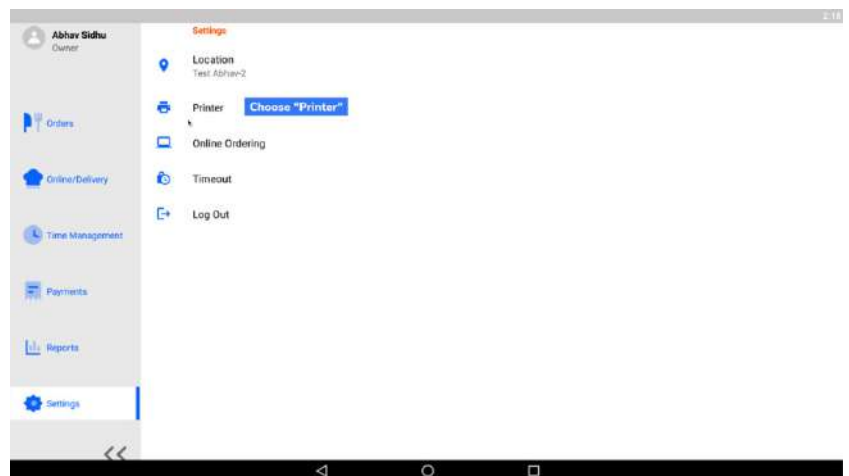 2:18
Abhav Sidhu
Owner
Orders
Online/Delivery
Time Management
Payments
Reports
Settings
Settings
Location
Test Abhav-2
Printer
Choose "Printer"
Online Ordering
Timeout
Log Out